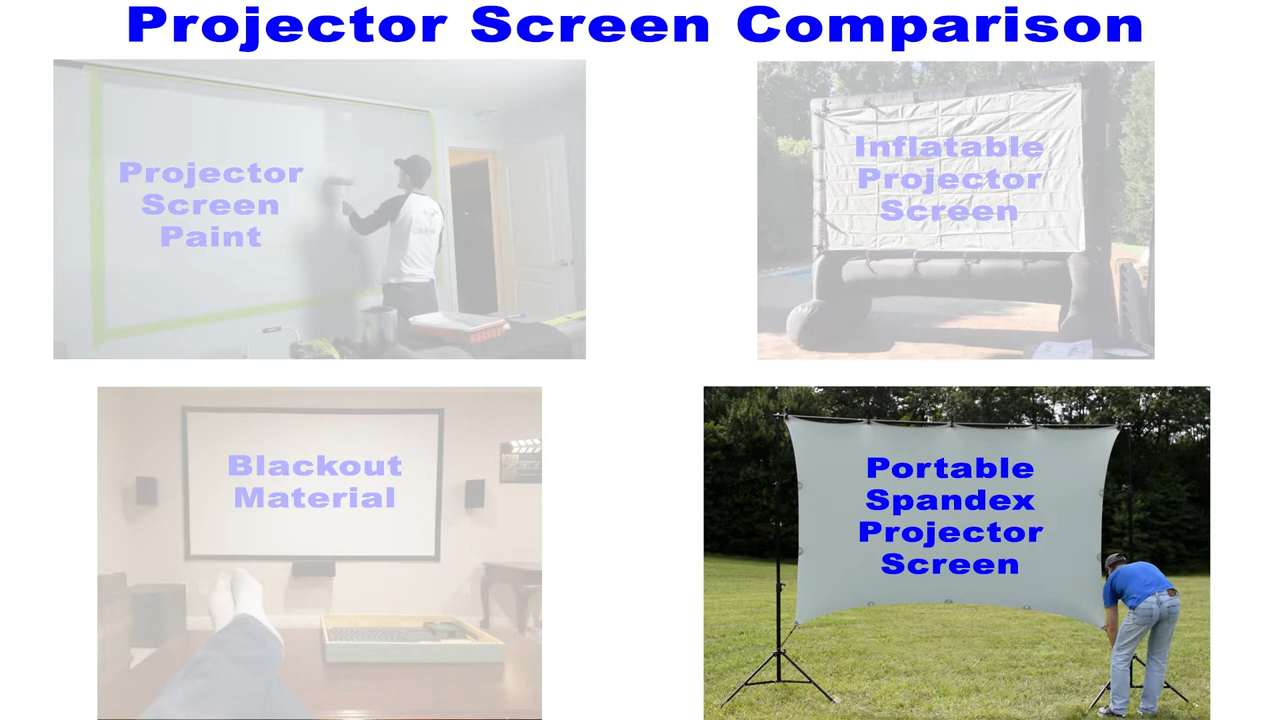 Projector Screen Comparison
Projector
Screen
Paint
Inflatable
Projector
Screen
Blackout
Material
Portable
Spandex
Projector
Screen